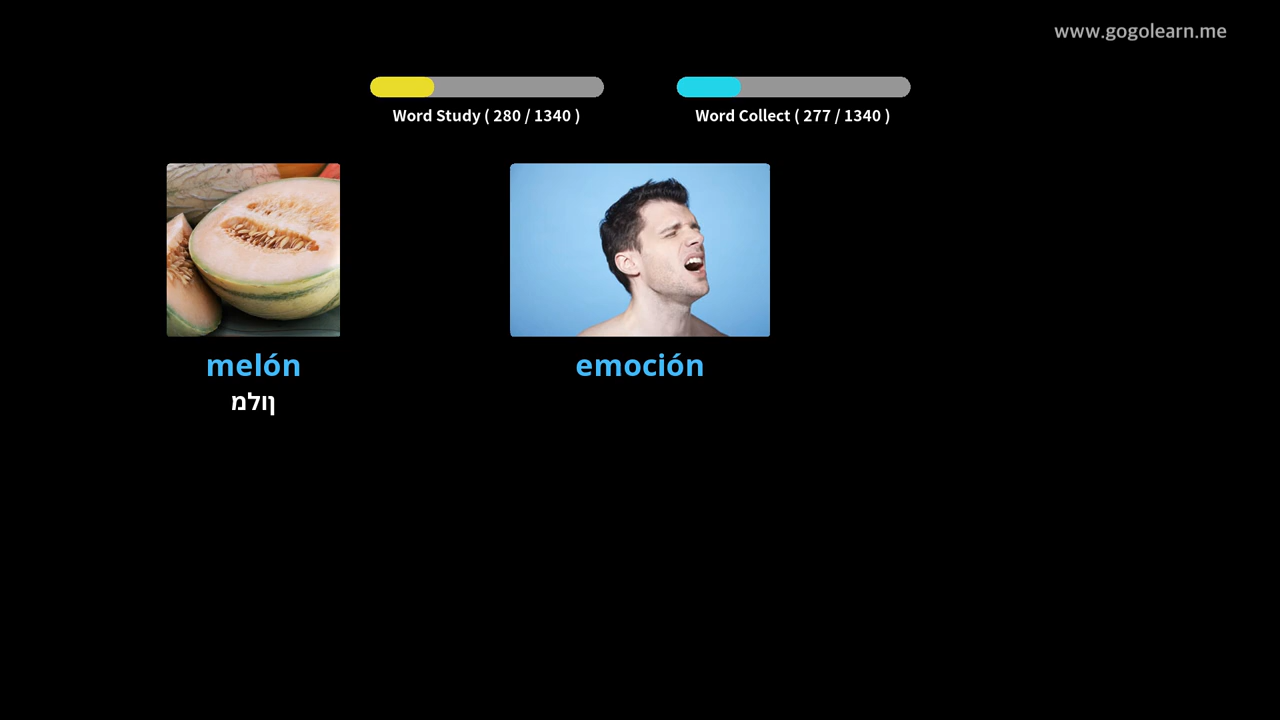 www.gogolearn.me
Word Study ( 280 / 1340 )
Word Collect ( 277 / 1340 )
melón
מלון
emoción